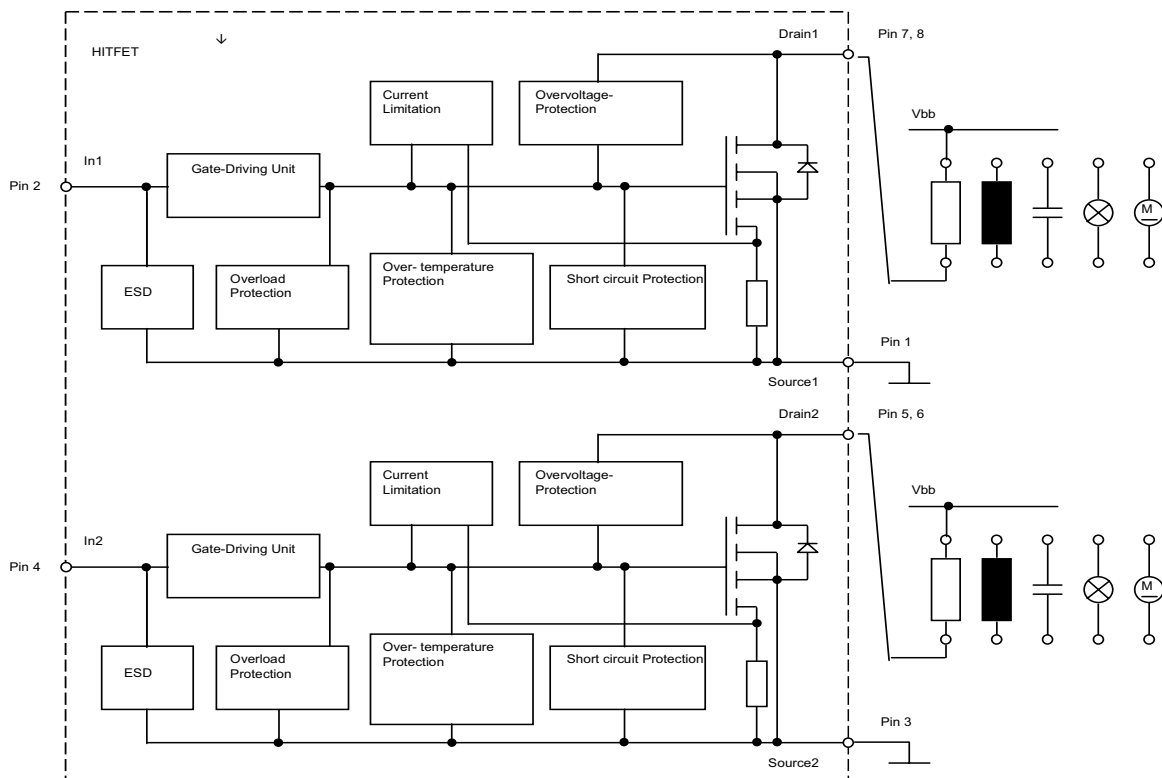 HITFET
Drain1
Pin 7, 8
Current
Limitation
Overvoltage-
Protection
Vbb
In1
Gate-Driving Unit
Pin 2
M
ESD
Overload
Protection
Over- temperature
Protection
Short circuit Protection
Pin 1
Source1
Drain2
Pin 5, 6
Current
Limitation
Overvoltage-
Protection
Vbb
In2
Gate-Driving Unit
Pin 4
M
ESD
Overload
Protection
Over- temperature
Protection
Short circuit Protection
Pin 3
Source2